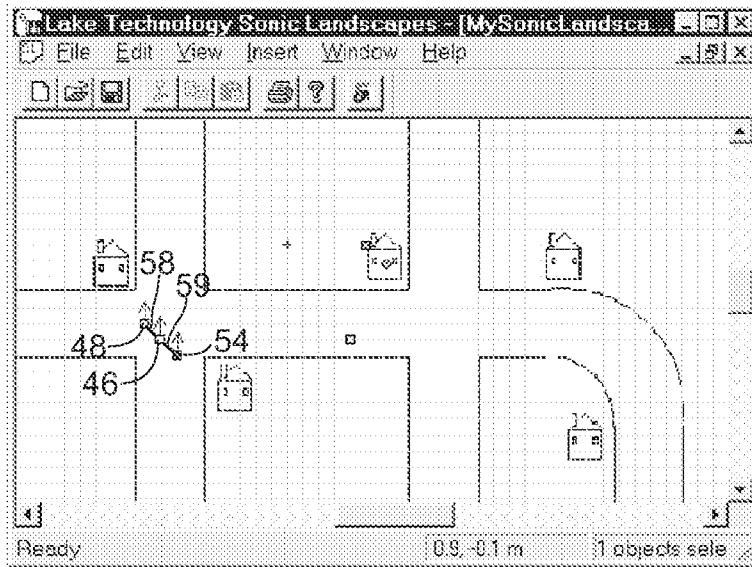 Lake Technology Sonic Landscapes - [MySonicLandsca...
File Edit View Insert Window Help
58
59
48
54
46
Ready 0.9, -0.1 m 1 objects sele